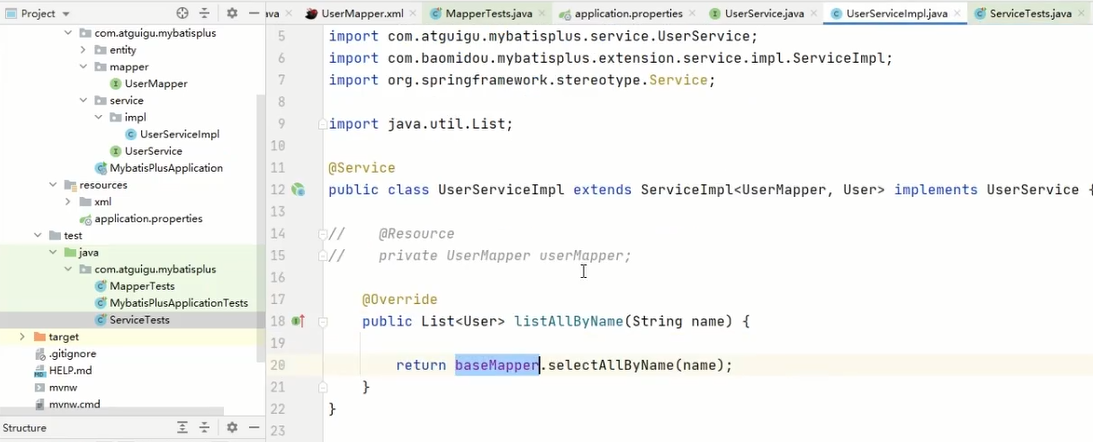 Project
ava
UserMapper.xml
MapperTests.java
application.properties
UserService.java
UserServiceImpl.java
ServiceTests.java
com.atguigu.mybatisplus
entity
mapper
UserMapper
service
impl
UserServiceImpl
UserService
MybatisPlusApplication
resources
xml
application.properties
test
java
com.atguigu.mybatisplus
MapperTests
MybatisPlusApplicationTests
ServiceTests
target
.gitignore
HELP.md
mvnw
mvnw.cmd
Structure
5 import com.atguigu.mybatisplus.service.UserService;
6 import com.baomidou.mybatisplus.extension.service.impl.ServiceImpl;
7 import org.springframework.stereotype.Service;
8
9 import java.util.List;
10
11 @Service
12 public class UserServiceImpl extends ServiceImpl<UserMapper, User> implements UserService {
13
14 //    @Resource
15 //    private UserMapper userMapper;
16
17     @Override
18     public List<User> listAllByName(String name) {
19
20         return baseMapper.selectAllByName(name);
21     }
22 }
23